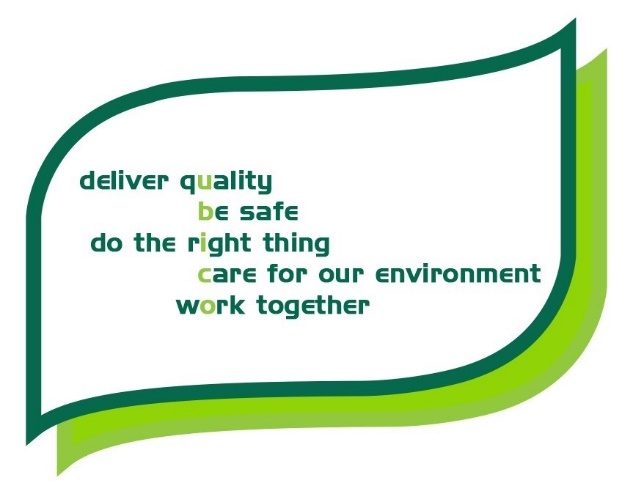 deliver quality
be safe
do the right thing
care for our environment
work together